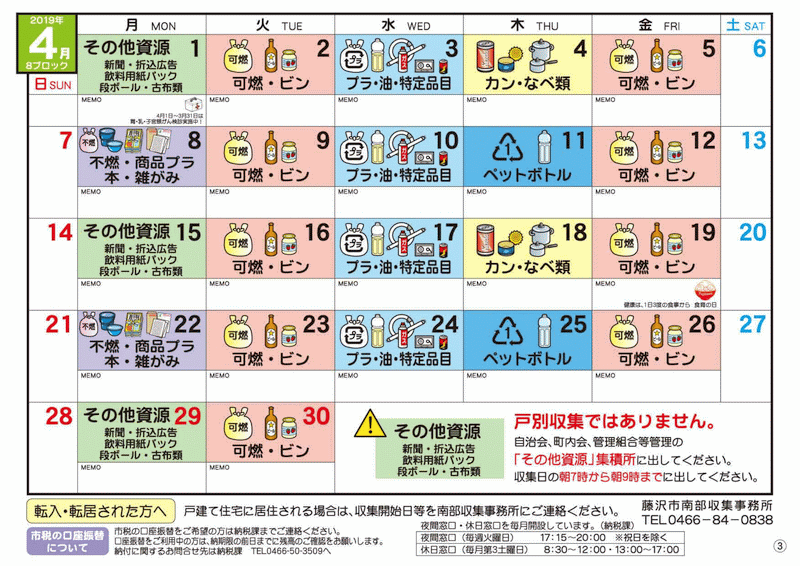 2019年
4月
8ブロック
日 SUN
月 MON
火 TUE
水 WED
木 THU
金 FRI
土 SAT
その他資源 1
新聞・折込広告
飲料用紙パック
段ボール・古布類
MEMO
4月1日～3月31日は
胃・乳・子宮頸がん検診実施中！
可燃
2
可燃・ビン
MEMO
プラ
3
プラ・油・特定品目
MEMO
4
カン・なべ類
MEMO
可燃
5
可燃・ビン
MEMO
6
7
不燃
8
不燃・商品プラ
本・雑がみ
MEMO
可燃
9
可燃・ビン
MEMO
プラ
10
プラ・油・特定品目
MEMO
1
11
ペットボトル
MEMO
可燃
12
可燃・ビン
MEMO
13
14
その他資源 15
新聞・折込広告
飲料用紙パック
段ボール・古布類
MEMO
可燃
16
可燃・ビン
MEMO
プラ
17
プラ・油・特定品目
MEMO
18
カン・なべ類
MEMO
可燃
19
可燃・ビン
MEMO
健康は、1日3度の食事から 食育の日
20
21
不燃
22
不燃・商品プラ
本・雑がみ
MEMO
可燃
23
可燃・ビン
MEMO
プラ
24
プラ・油・特定品目
MEMO
1
25
ペットボトル
MEMO
可燃
26
可燃・ビン
MEMO
27
28
その他資源 29
新聞・折込広告
飲料用紙パック
段ボール・古布類
MEMO
可燃
30
可燃・ビン
MEMO
その他資源
新聞・折込広告
飲料用紙パック
段ボール・古布類
戸別収集ではありません。
自治会、町内会、管理組合等管理の
「その他資源」集積所に出してください。
収集日の朝7時から朝9時までに出してください。
転入・転居された方へ
戸建て住宅に居住される場合は、収集開始日等を南部収集事務所にご連絡ください。
藤沢市南部収集事務所
TEL0466-84-0838
市税の口座振替
について
市税の口座振替をご希望の方は納税課までご連絡ください。
口座振替をご利用中の方は、納期限の前日までに残高のご確認をお願いします。
納付に関するお問合せ先は納税課 TEL0466-50-3509へ
夜間窓口・休日窓口を毎月開設しています。（納税課）
夜間窓口（毎週火曜日） 17:15～20:00 ※祝日を除く
休日窓口（毎月第3土曜日） 8:30～12:00・13:00～17:00
③